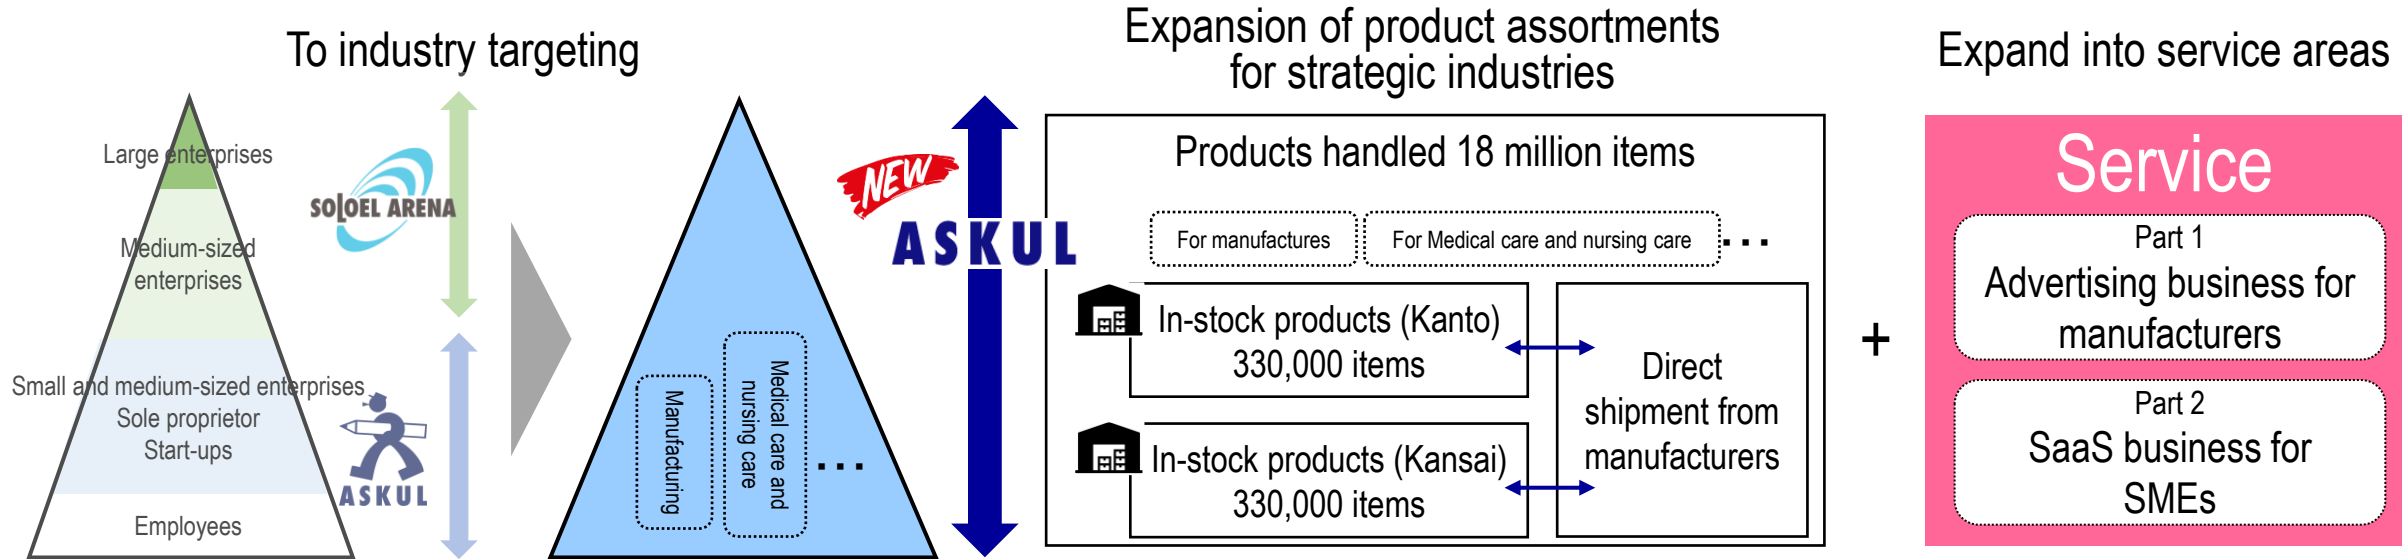 To industry targeting
Large enterprises
Medium-sized
enterprises
Small and medium-sized enterprises
Sole proprietor
Start-ups
Employees
SOLOEL ARENA
ASKUL
Manufacturing
Medical care and
nursing care
...
NEW
ASKUL
Expansion of product assortments
for strategic industries
Products handled 18 million items
For manufactures
For Medical care and nursing care
...
In-stock products (Kanto)
330,000 items
In-stock products (Kansai)
330,000 items
Direct
shipment from
manufacturers
+
Expand into service areas
Service
Part 1
Advertising business for
manufacturers
Part 2
SaaS business for
SMEs